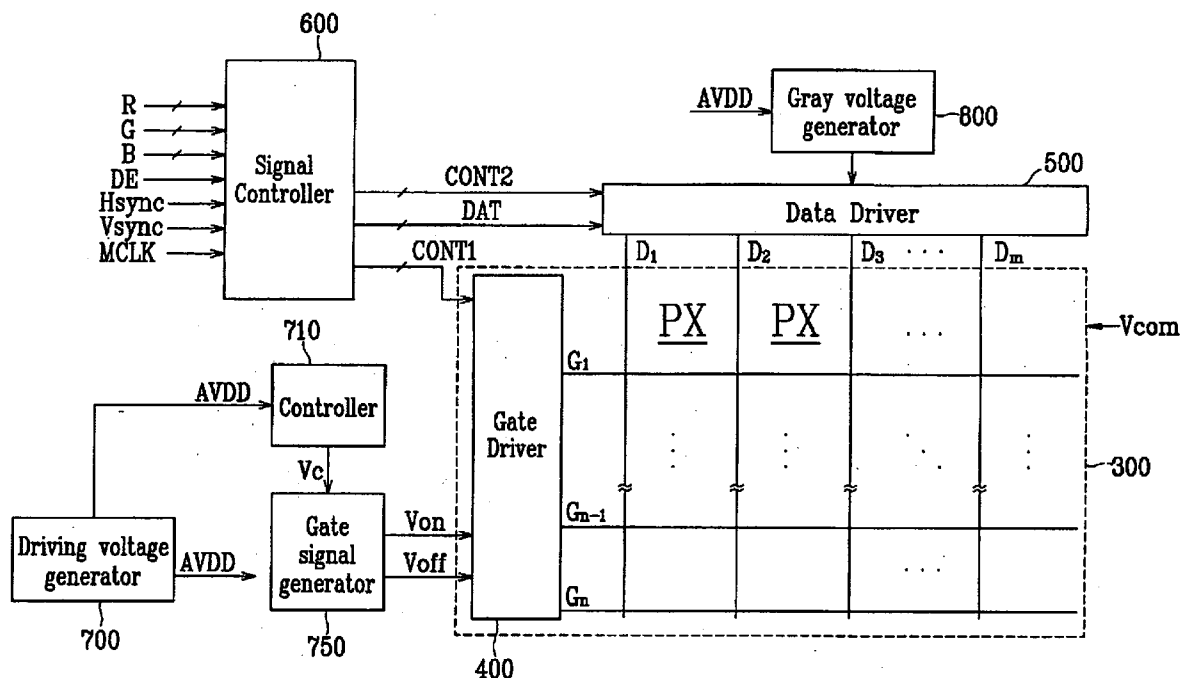 600
R
G
B
DE
Hsync
Vsync
MCLK
Signal
Controller
CONT2
DAT
CONT1
AVDD
Gray voltage
generator
800
500
Data Driver
D1
D2
D3
...
Dm
PX
PX
...
Vcom
710
AVDD
Controller
Vc
Driving voltage
generator
700
AVDD
Gate
signal
generator
750
Von
Voff
Gate
Driver
400
G1
Gn-1
...
Gn
300